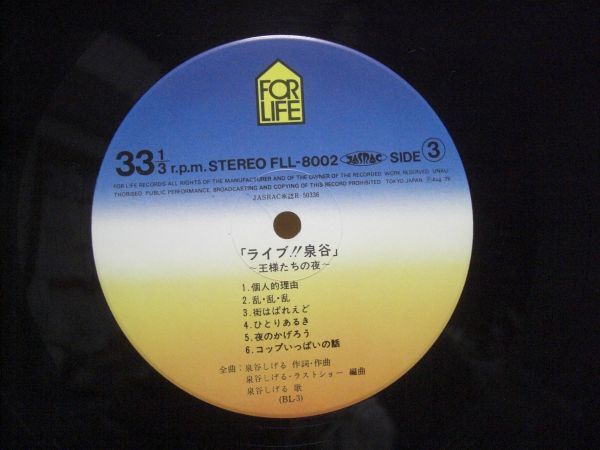 FOR
LIFE
33 1/3 r.p.m. STEREO FLL-8002 JASRAC SIDE 3
FOR LIFE RECORDS ALL RIGHTS OF THE MANUFACTURER AND OF THE OWNER OF THE RECORDED WORK RESERVED UNAU-
THORISED PUBLIC PERFORMANCE BROADCASTING AND COPYING OF THIS RECORD PROHIBITED TOKYO JAPAN ℗Aug. 75
JASRAC承認R-50336
「ライブ!!泉谷」
~王様たちの夜~
1.個人的理由
2.乱・乱・乱
3.街はぱれえど
4.ひとりあるき
5.夜のかげろう
6.コップいっぱいの話
全曲：泉谷しげる 作詞・作曲
泉谷しげる・ラストショー 編曲
泉谷しげる 歌
(BL-3)